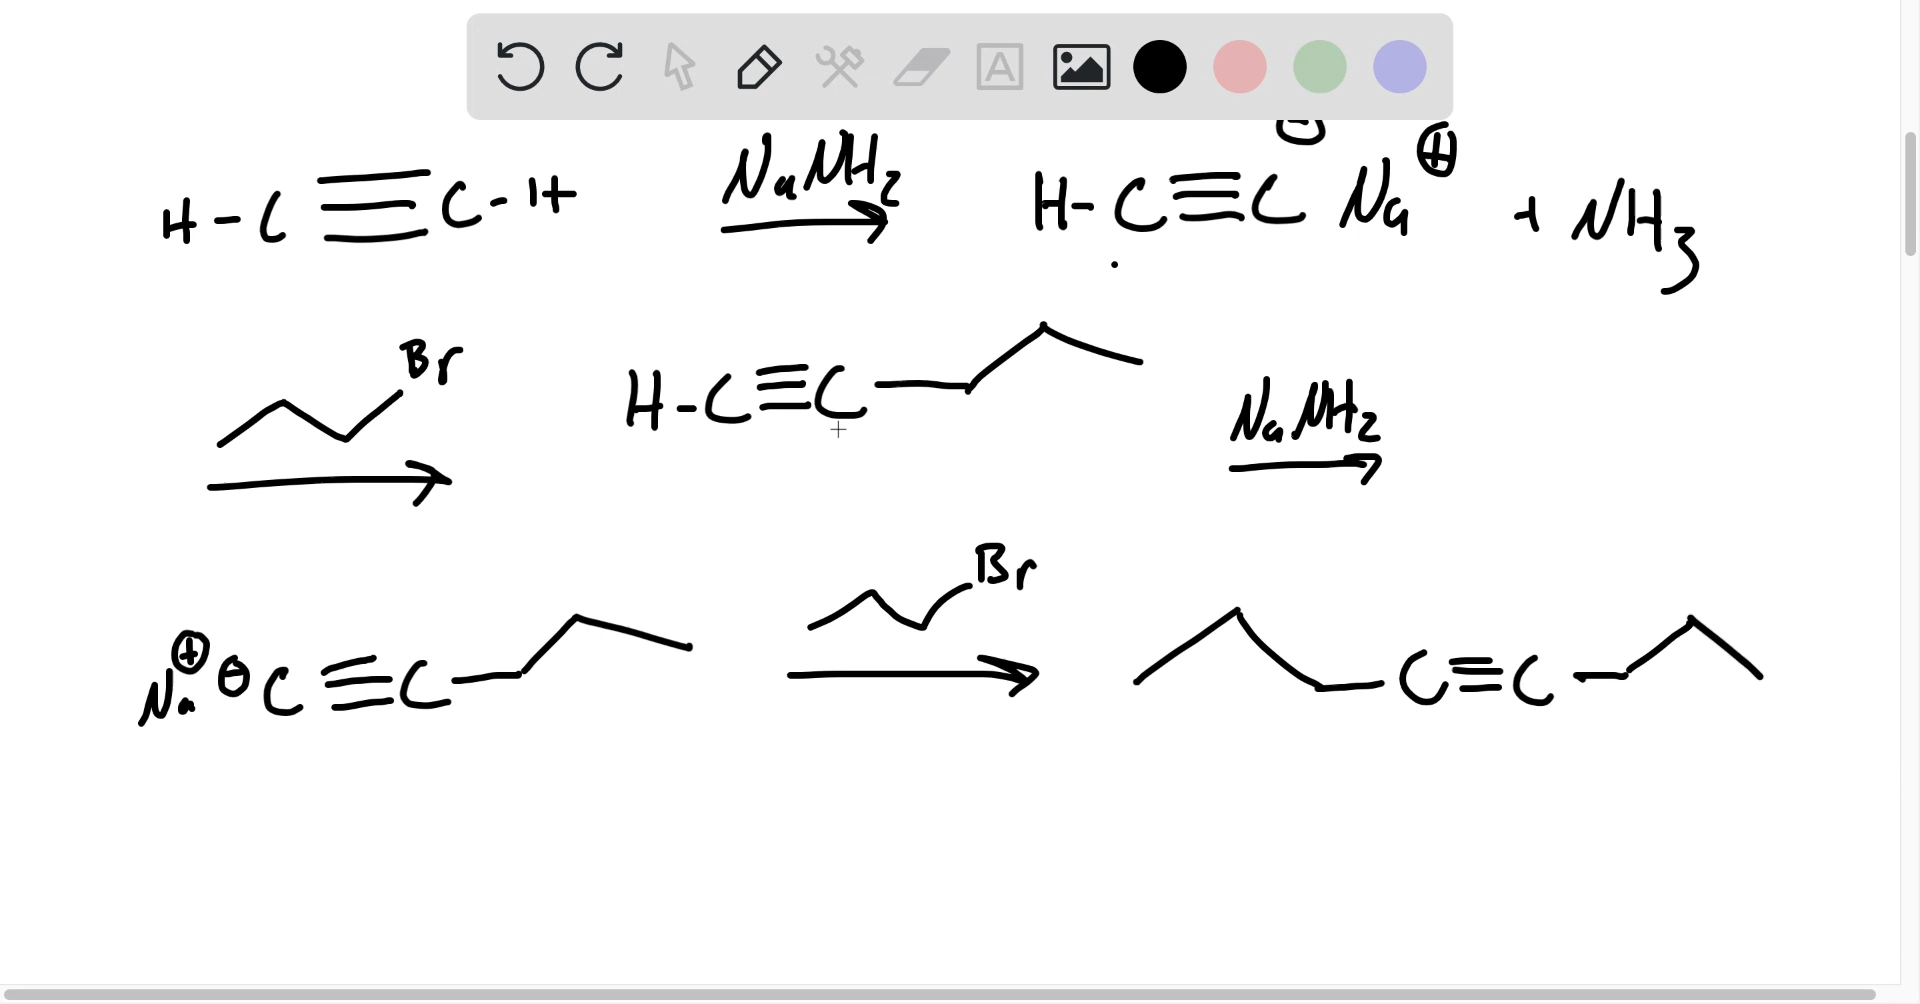 H-C≡C-H NaNH2 → H-C≡C⊖ Na⊕ + NH3
Br → H-C≡C NaNH2 →
Na⊕ ⊖C≡C Br → C≡C